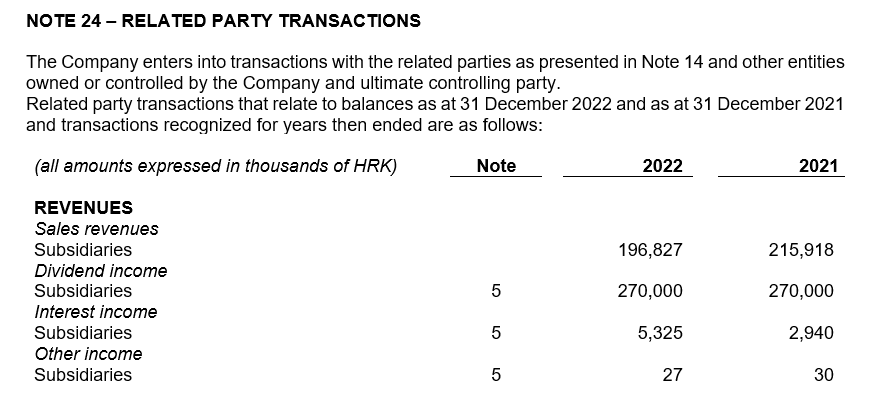 NOTE 24 – RELATED PARTY TRANSACTIONS
The Company enters into transactions with the related parties as presented in Note 14 and other entities
owned or controlled by the Company and ultimate controlling party.
Related party transactions that relate to balances as at 31 December 2022 and as at 31 December 2021
and transactions recognized for years then ended are as follows:
(all amounts expressed in thousands of HRK) Note 2022 2021
REVENUES
Sales revenues
Subsidiaries 196,827 215,918
Dividend income
Subsidiaries 5 270,000 270,000
Interest income
Subsidiaries 5 5,325 2,940
Other income
Subsidiaries 5 27 30